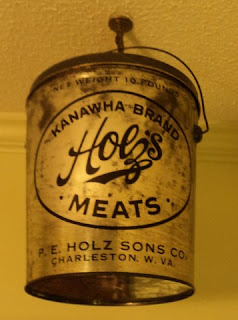 NET WEIGHT 10 POUNDS
KANAWHA BRAND
Holz's
MEATS
P. E. HOLZ SONS CO.
CHARLESTON, W. VA.